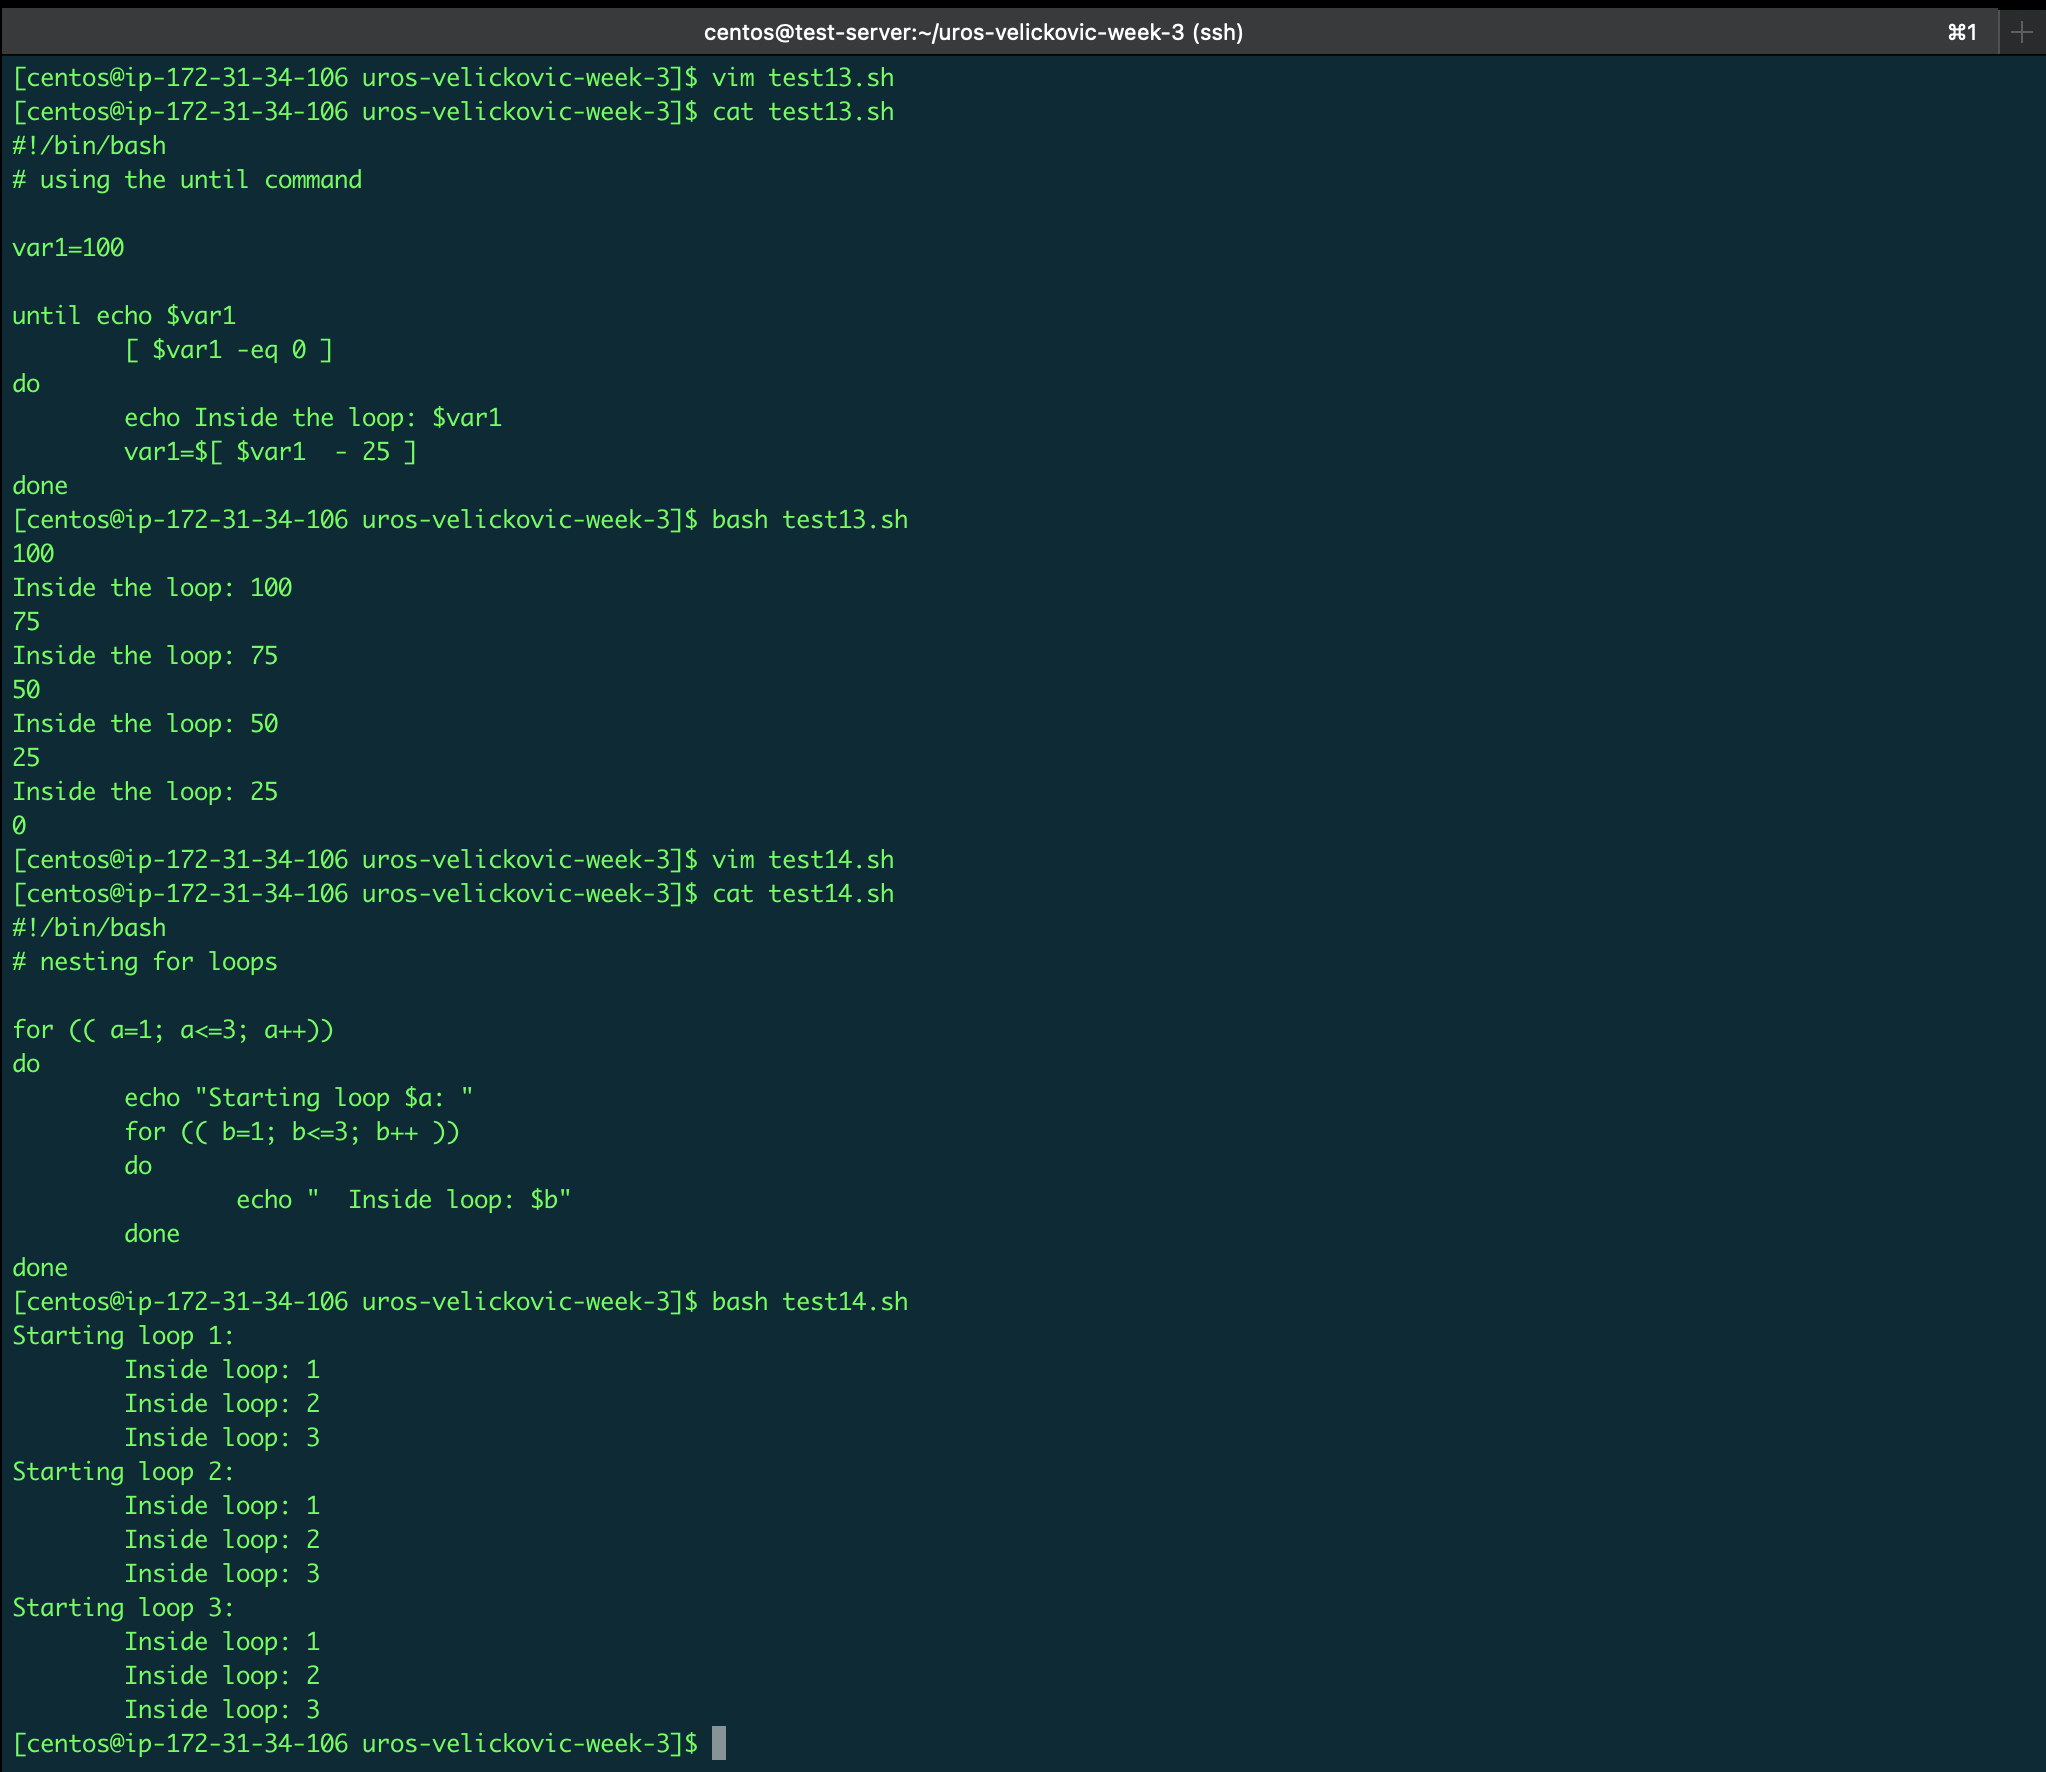 centos@test-server:~/uros-velickovic-week-3 (ssh) ⌘1 +
[centos@ip-172-31-34-106 uros-velickovic-week-3]$ vim test13.sh
[centos@ip-172-31-34-106 uros-velickovic-week-3]$ cat test13.sh
#!/bin/bash
# using the until command

var1=100

until echo $var1
        [ $var1 -eq 0 ]
do
        echo Inside the loop: $var1
        var1=$[ $var1  - 25 ]
done
[centos@ip-172-31-34-106 uros-velickovic-week-3]$ bash test13.sh
100
Inside the loop: 100
75
Inside the loop: 75
50
Inside the loop: 50
25
Inside the loop: 25
0
[centos@ip-172-31-34-106 uros-velickovic-week-3]$ vim test14.sh
[centos@ip-172-31-34-106 uros-velickovic-week-3]$ cat test14.sh
#!/bin/bash
# nesting for loops

for (( a=1; a<=3; a++))
do
        echo "Starting loop $a: "
        for (( b=1; b<=3; b++ ))
        do
                echo "  Inside loop: $b"
        done
done
[centos@ip-172-31-34-106 uros-velickovic-week-3]$ bash test14.sh
Starting loop 1:
        Inside loop: 1
        Inside loop: 2
        Inside loop: 3
Starting loop 2:
        Inside loop: 1
        Inside loop: 2
        Inside loop: 3
Starting loop 3:
        Inside loop: 1
        Inside loop: 2
        Inside loop: 3
[centos@ip-172-31-34-106 uros-velickovic-week-3]$